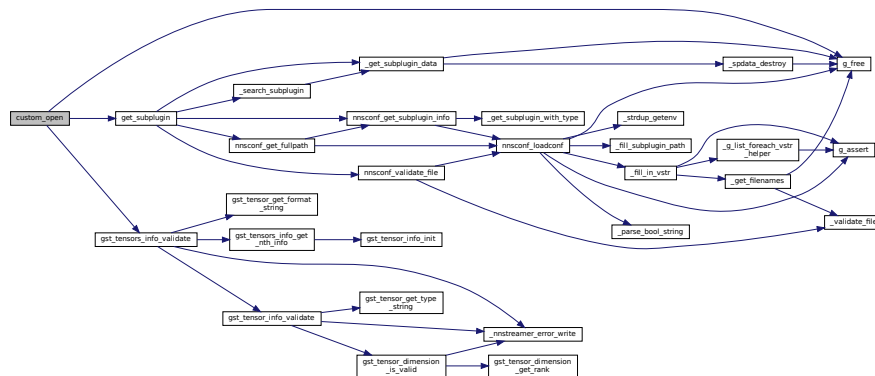 custom_open
get_subplugin
_get_subplugin_data
_search_subplugin
nnsconf_get_subplugin_info
nnsconf_get_fullpath
nnsconf_validate_file
_get_subplugin_with_type
nnsconf_loadconf
_spdata_destroy
g_free
_strdup_getenv
_fill_subplugin_path
_fill_in_vstr
_g_list_foreach_vstr
_helper
g_assert
_get_filenames
_validate_file
_parse_bool_string
gst_tensors_info_validate
gst_tensor_get_format
_string
gst_tensors_info_get
_nth_info
gst_tensor_info_init
gst_tensor_info_validate
gst_tensor_get_type
_string
_nnstreamer_error_write
gst_tensor_dimension
_is_valid
gst_tensor_dimension
_get_rank